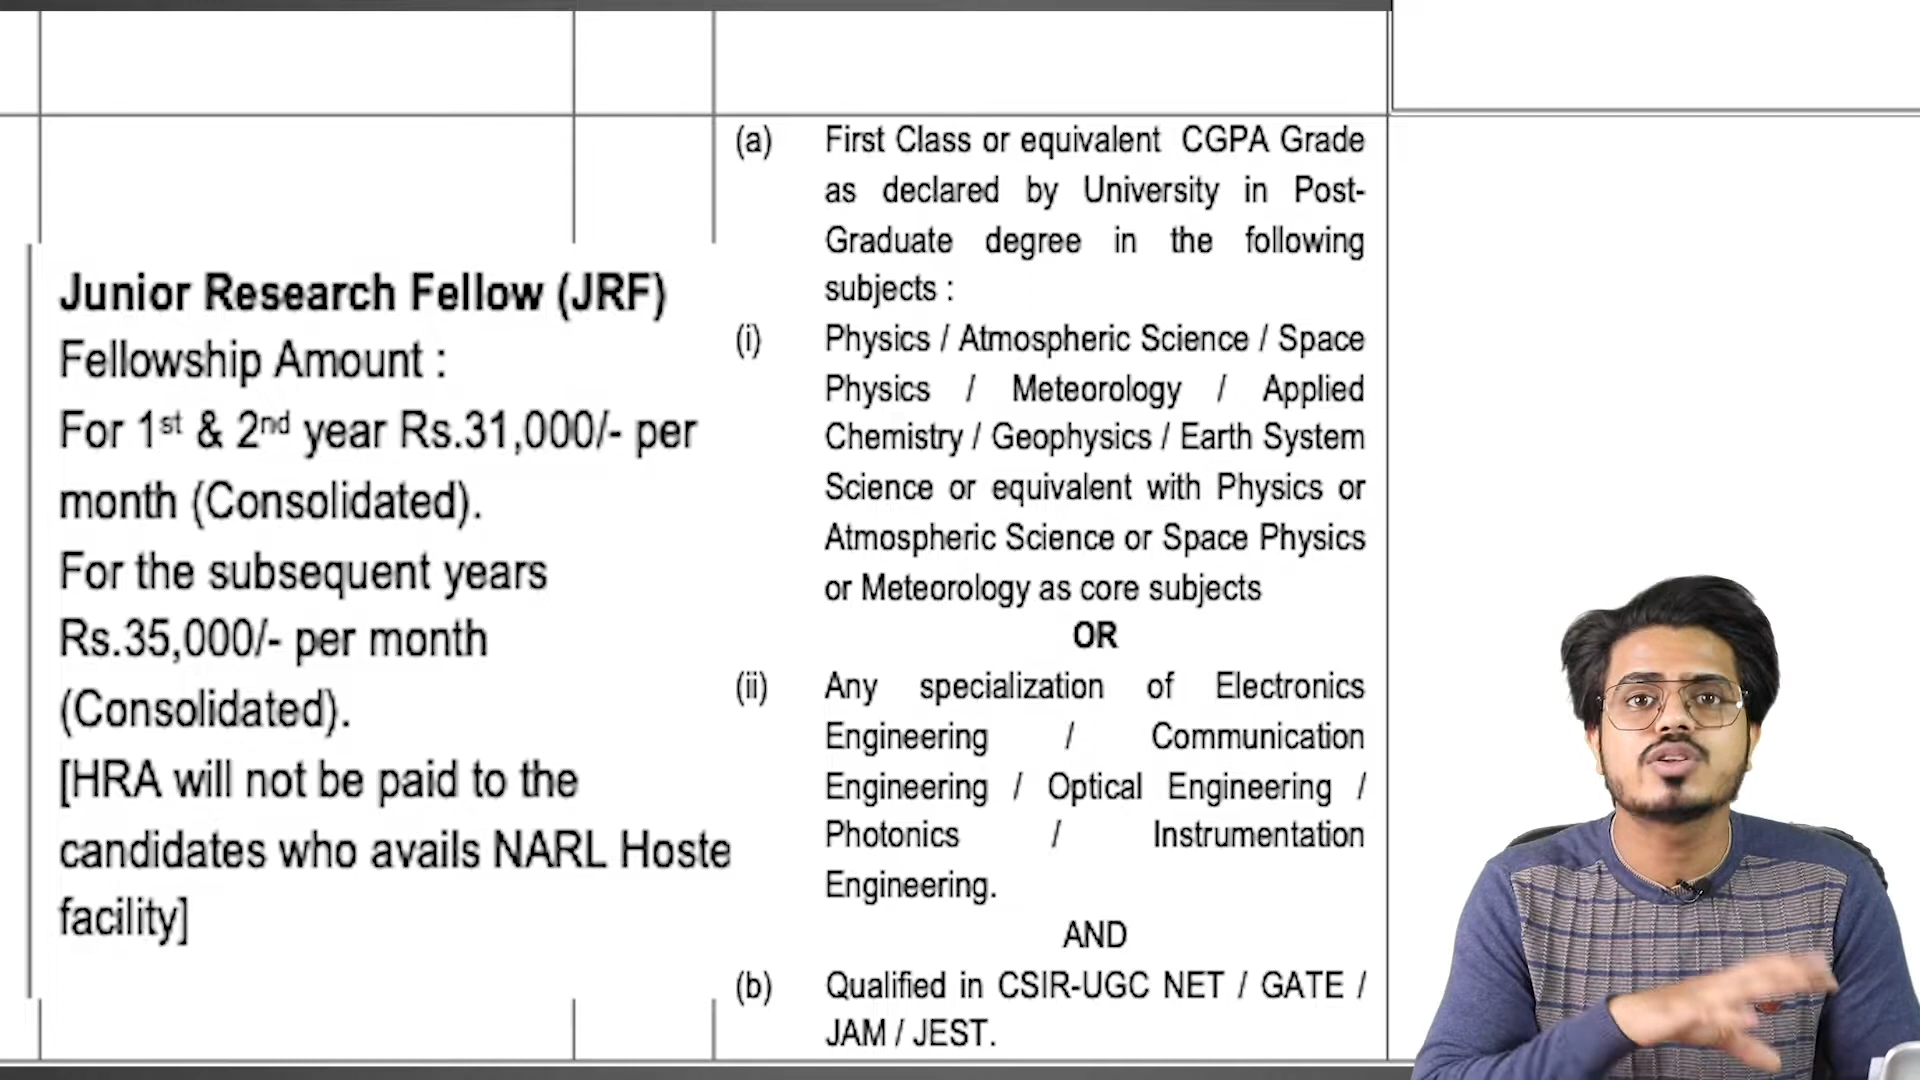 Junior Research Fellow (JRF)
Fellowship Amount :
For 1st & 2nd year Rs.31,000/- per
month (Consolidated).
For the subsequent years
Rs.35,000/- per month
(Consolidated).
[HRA will not be paid to the
candidates who avails NARL Hoste
facility]
(a) First Class or equivalent CGPA Grade
as declared by University in Post-
Graduate degree in the following
subjects :
(i) Physics / Atmospheric Science / Space
Physics / Meteorology / Applied
Chemistry / Geophysics / Earth System
Science or equivalent with Physics or
Atmospheric Science or Space Physics
or Meteorology as core subjects
OR
(ii) Any specialization of Electronics
Engineering / Communication
Engineering / Optical Engineering /
Photonics / Instrumentation
Engineering.
AND
(b) Qualified in CSIR-UGC NET / GATE /
JAM / JEST.